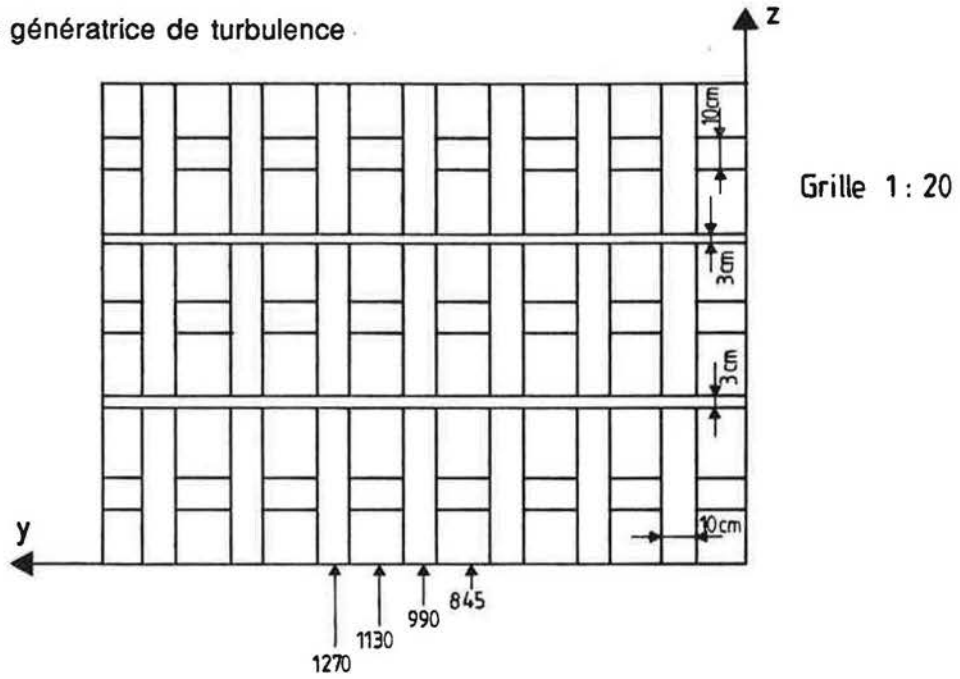 génératrice de turbulence
z
10cm
Grille 1 : 20
3cm
3cm
10cm
y
845
990
1130
1270